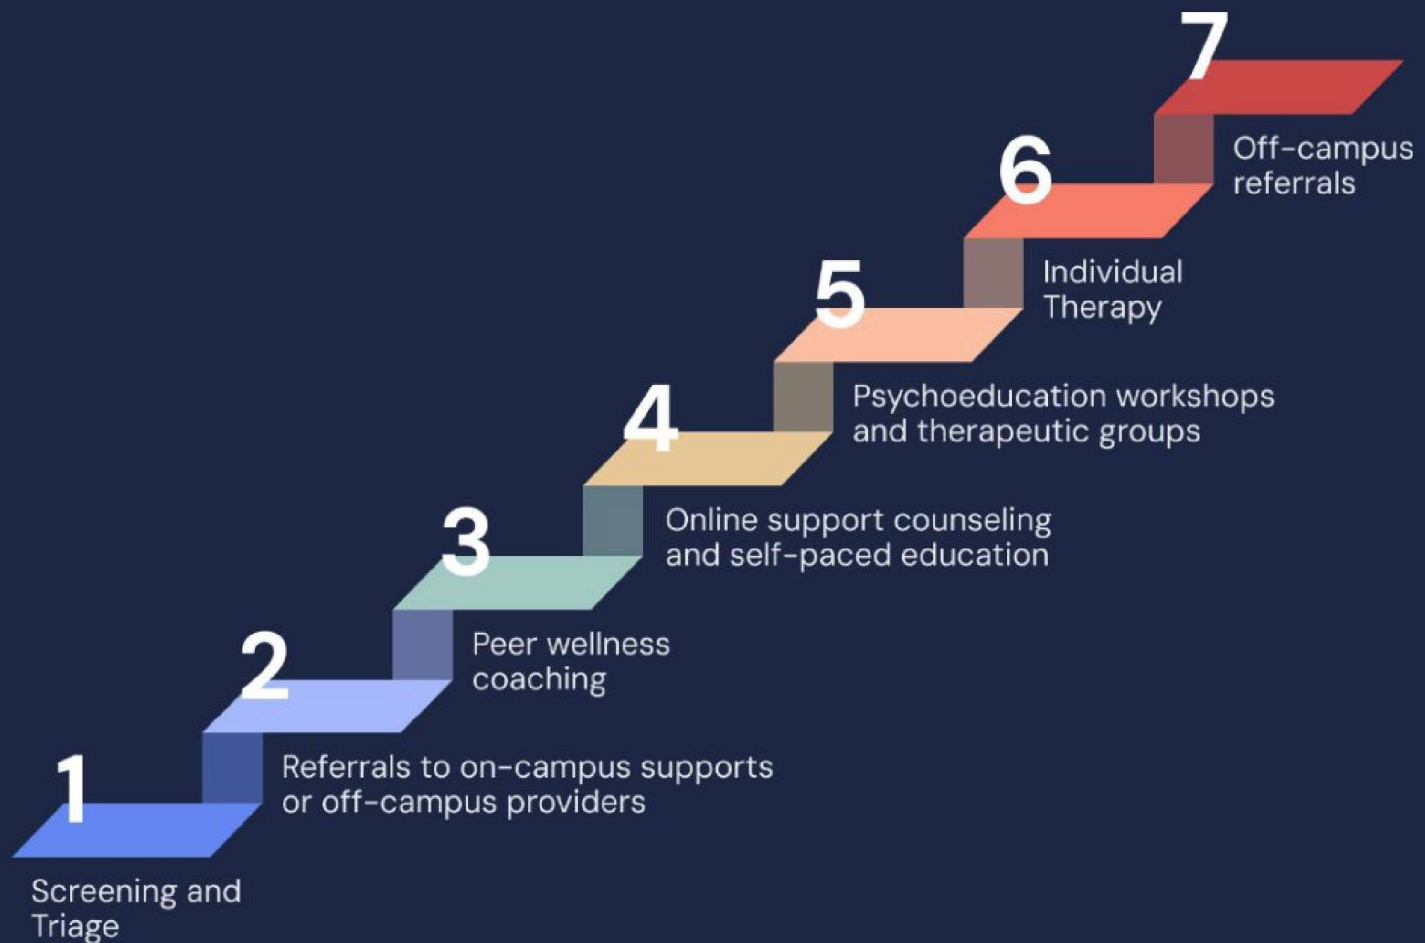 7
Off-campus
referrals
6
Individual
Therapy
5
Psychoeducation workshops
and therapeutic groups
4
Online support counseling
and self-paced education
3
Peer wellness
coaching
2
Referrals to on-campus supports
or off-campus providers
1
Screening and
Triage